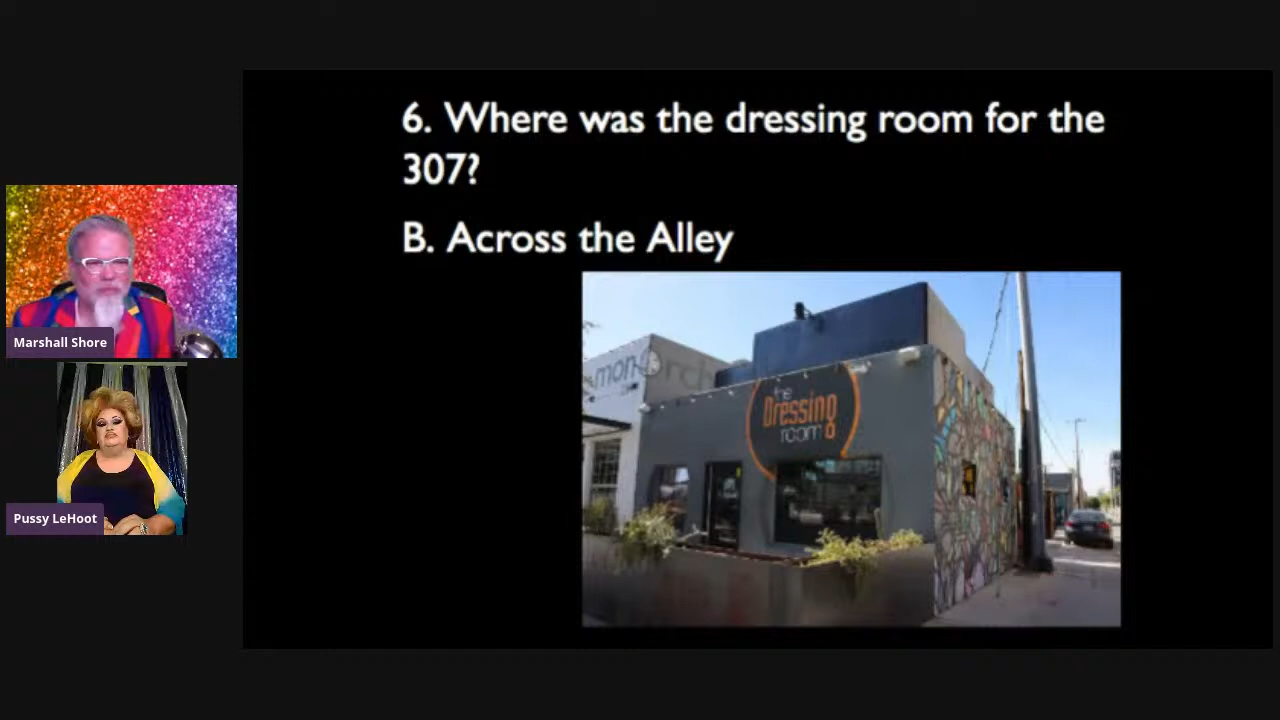 6. Where was the dressing room for the
307?
B. Across the Alley
monOrch
the
Dressing
room
Marshall Shore
Pussy LeHoot